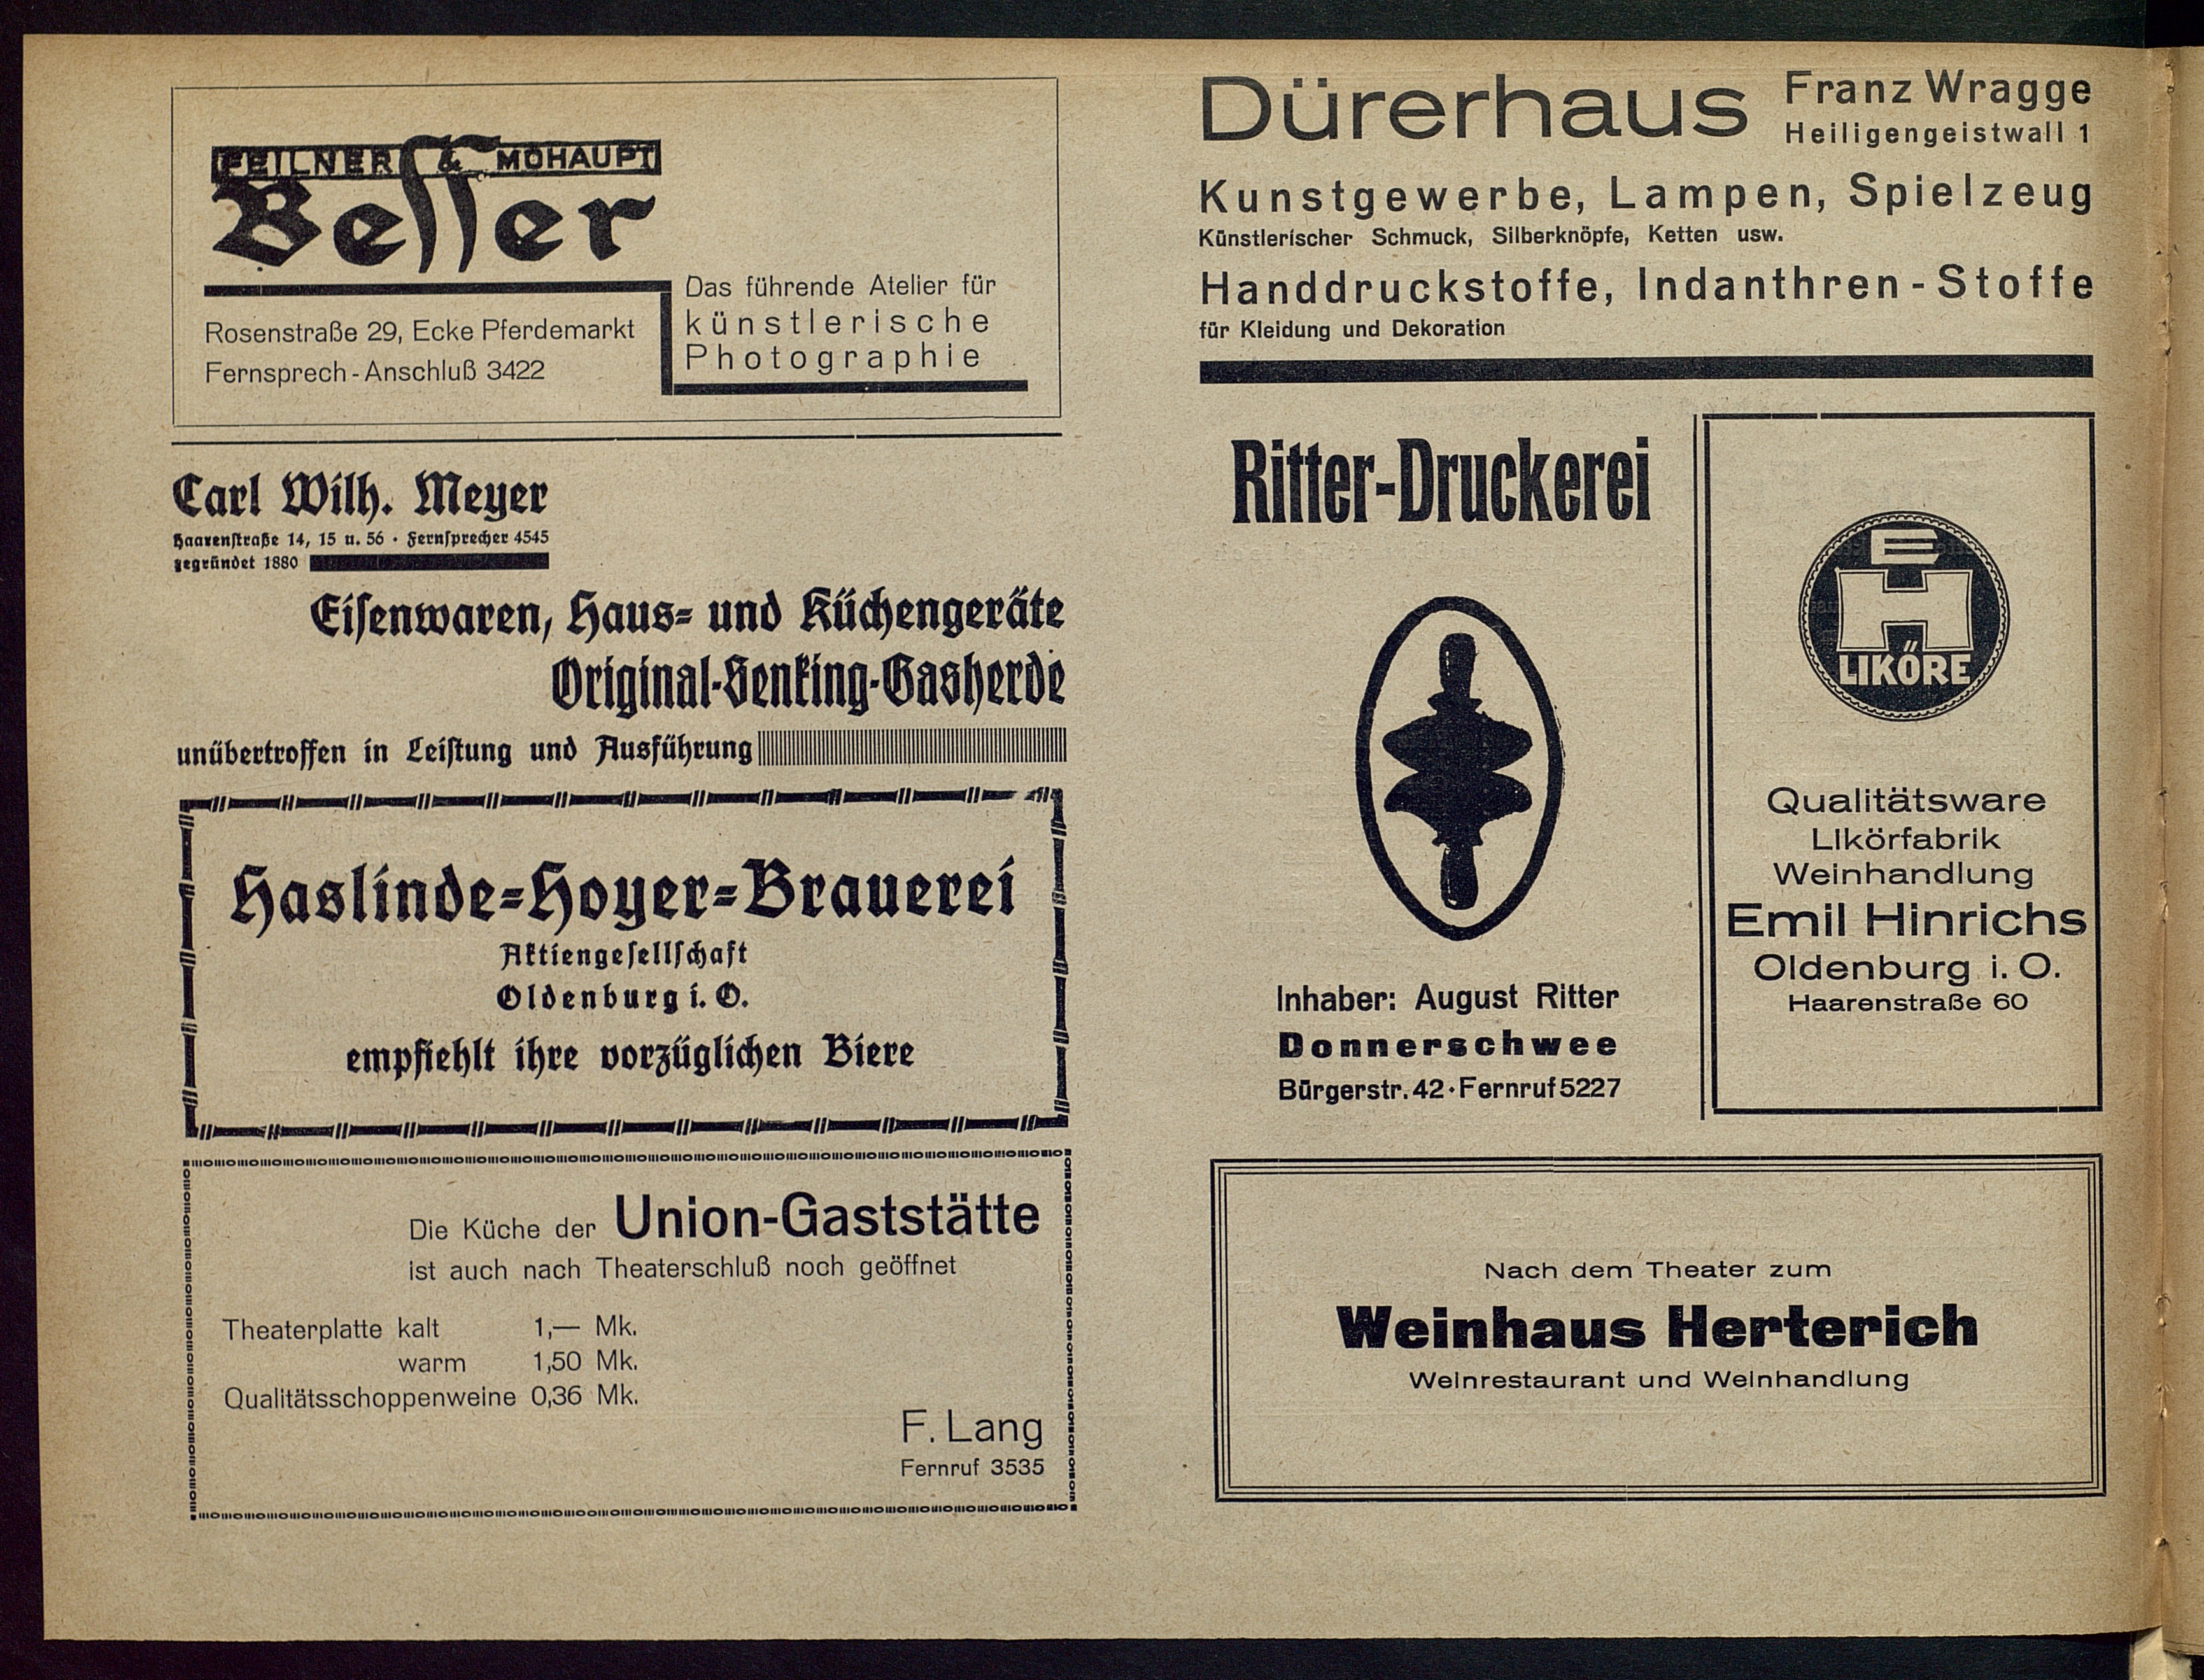 FEILNER & MOHAUPT
Besser
Rosenstraße 29, Ecke Pferdemarkt
Fernsprech-Anschluß 3422
Das führende Atelier für
künstlerische
Photographie
Carl Wilh. Meyer
Haarenstraße 14, 15 u. 56 · Fernsprecher 4545
gegründet 1880
Eisenwaren, Haus- und Küchengeräte
Original-Senking-Gasherde
unübertroffen in Leistung und Ausführung
Haslinde-Hoyer-Brauerei
Aktiengesellschaft
Oldenburg i. O.
empfiehlt ihre vorzüglichen Biere
Die Küche der Union-Gaststätte
ist auch nach Theaterschluß noch geöffnet
Theaterplatte kalt 1,— Mk.
warm 1,50 Mk.
Qualitätsschoppenweine 0,36 Mk.
F. Lang
Fernruf 3535
Dürerhaus Franz Wragge
Heiligengeistwall 1
Kunstgewerbe, Lampen, Spielzeug
Künstlerischer Schmuck, Silberknöpfe, Ketten usw.
Handdruckstoffe, Indanthren-Stoffe
für Kleidung und Dekoration
Ritter-Druckerei
Inhaber: August Ritter
Donnerschwee
Bürgerstr. 42 · Fernruf 5227
E
H
LIKÖRE
Qualitätsware
Likörfabrik
Weinhandlung
Emil Hinrichs
Oldenburg i. O.
Haarenstraße 60
Nach dem Theater zum
Weinhaus Herterich
Weinrestaurant und Weinhandlung